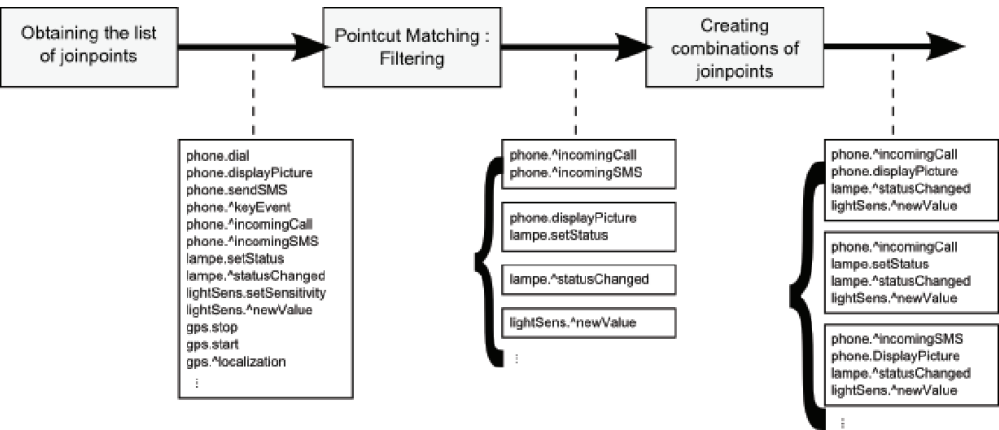 Obtaining the list
of joinpoints
Pointcut Matching :
Filtering
Creating
combinations of
joinpoints
phone.dial
phone.displayPicture
phone.sendSMS
phone.^keyEvent
phone.^incomingCall
phone.^incomingSMS
lampe.setStatus
lampe.^statusChanged
lightSens.setSensitivity
lightSens.^newValue
gps.stop
gps.start
gps.^localization
⋮
phone.^incomingCall
phone.^incomingSMS
phone.displayPicture
lampe.setStatus
lampe.^statusChanged
lightSens.^newValue
⋮
phone.^incomingCall
phone.displayPicture
lampe.^statusChanged
lightSens.^newValue
phone.^incomingCall
lampe.setStatus
lampe.^statusChanged
lightSens.^newValue
phone.^incomingSMS
phone.DisplayPicture
lampe.^statusChanged
lightSens.^newValue
⋮